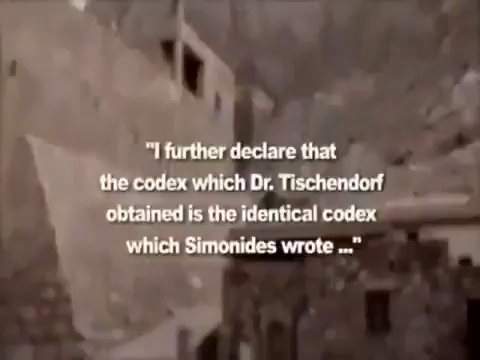 "I further declare that
the codex which Dr. Tischendorf
obtained is the identical codex
which Simonides wrote ..."